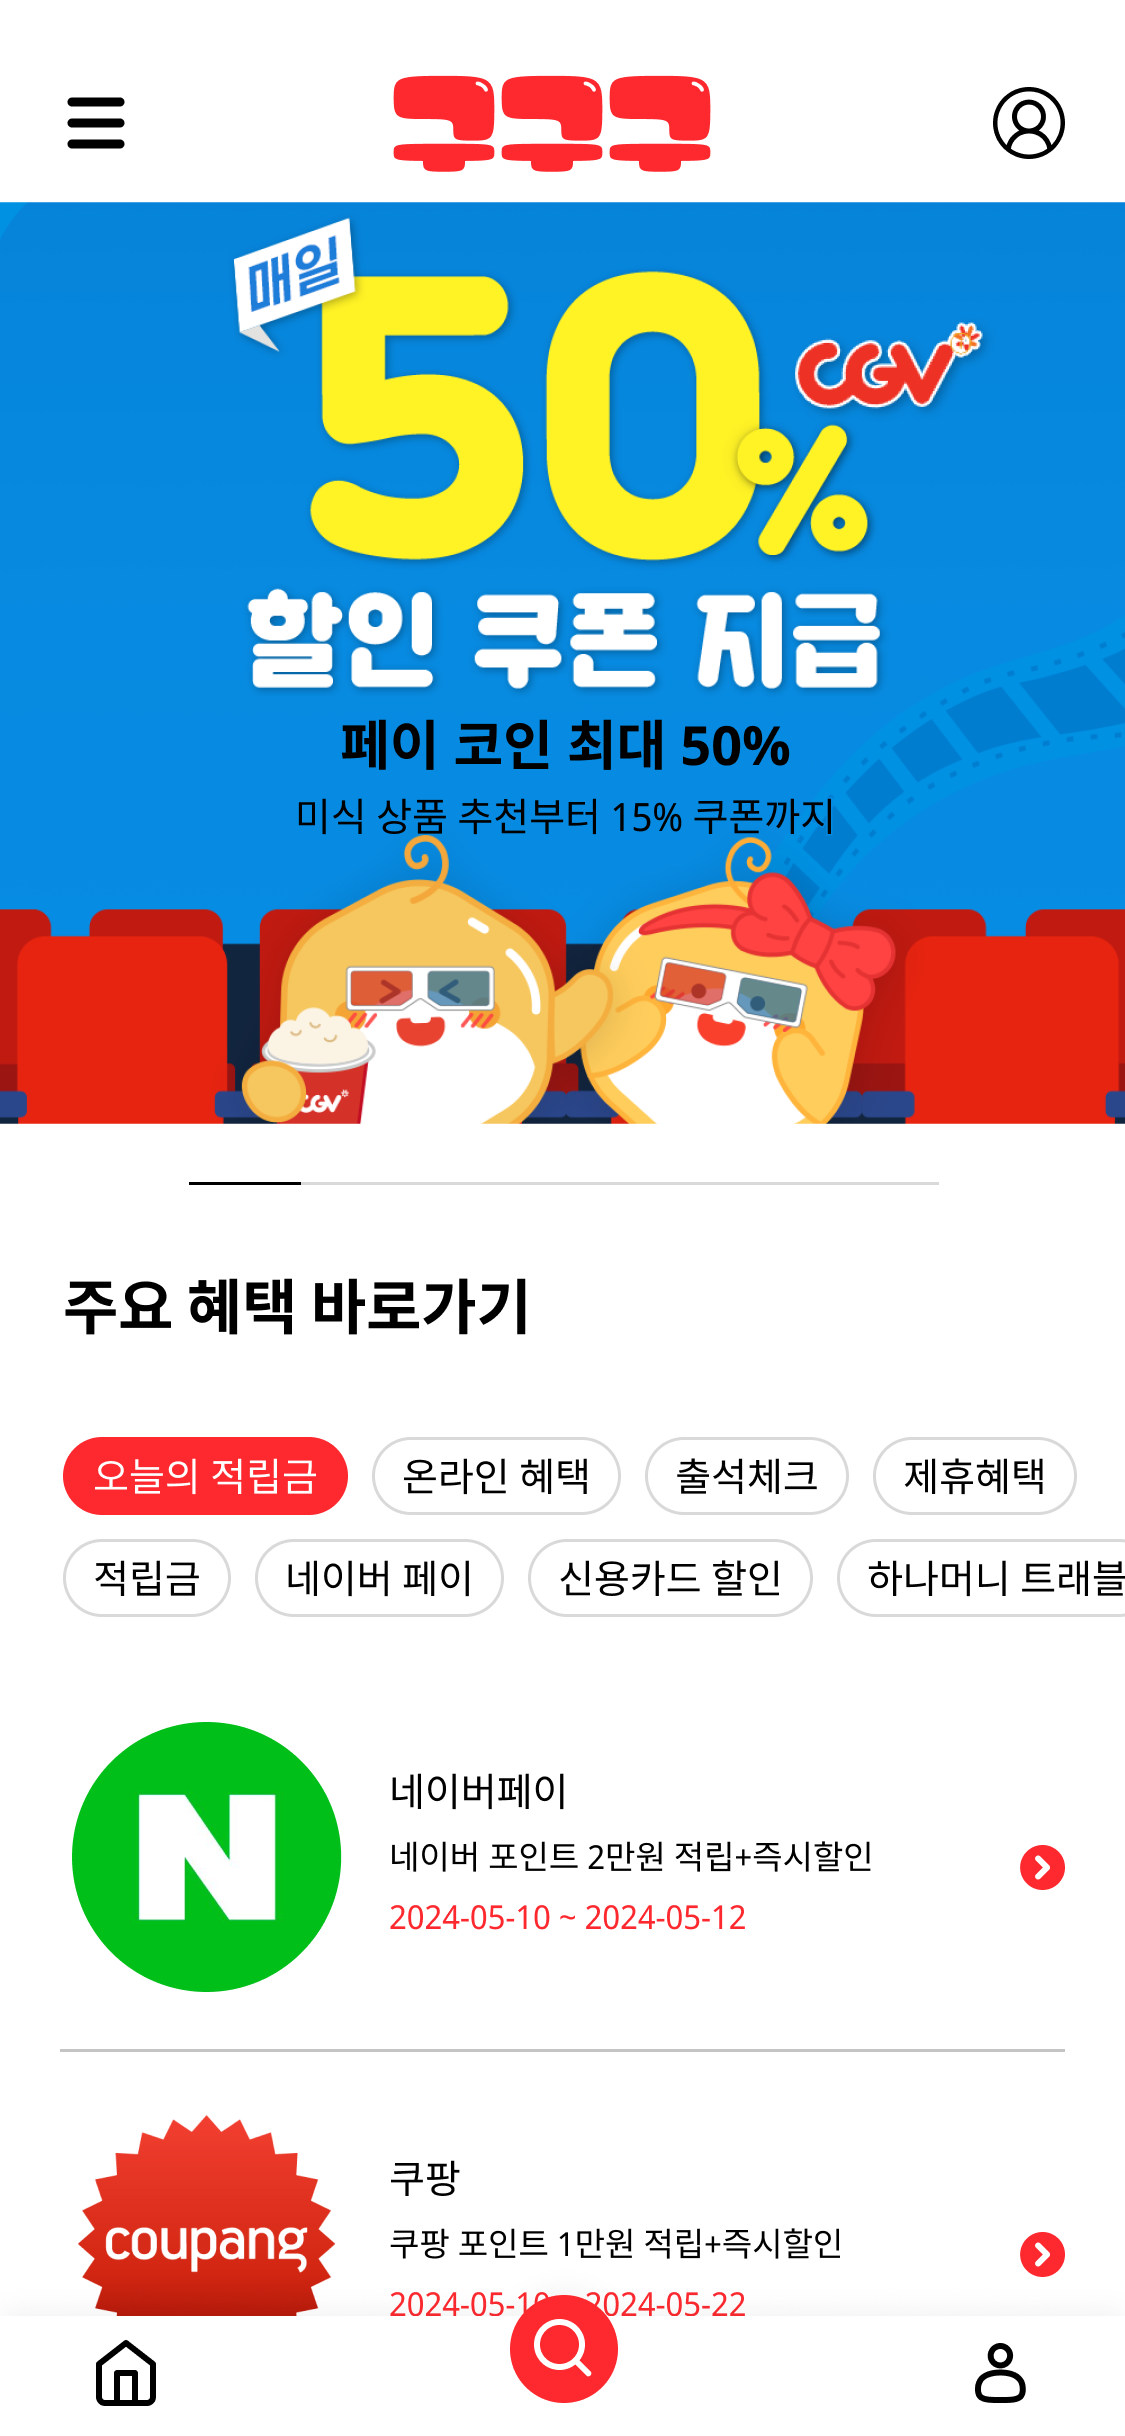 코코코
매일
50%
CGV
할인 쿠폰 지급
페이 코인 최대 50%
미식 상품 추천부터 15% 쿠폰까지
CGV
주요 혜택 바로가기
오늘의 적립금 온라인 혜택 출석체크 제휴혜택
적립금 네이버 페이 신용카드 할인 하나머니 트래블
N
네이버페이
네이버 포인트 2만원 적립+즉시할인
2024-05-10 ~ 2024-05-12
coupang
쿠팡
쿠팡 포인트 1만원 적립+즉시할인
2024-05-10 2024-05-22